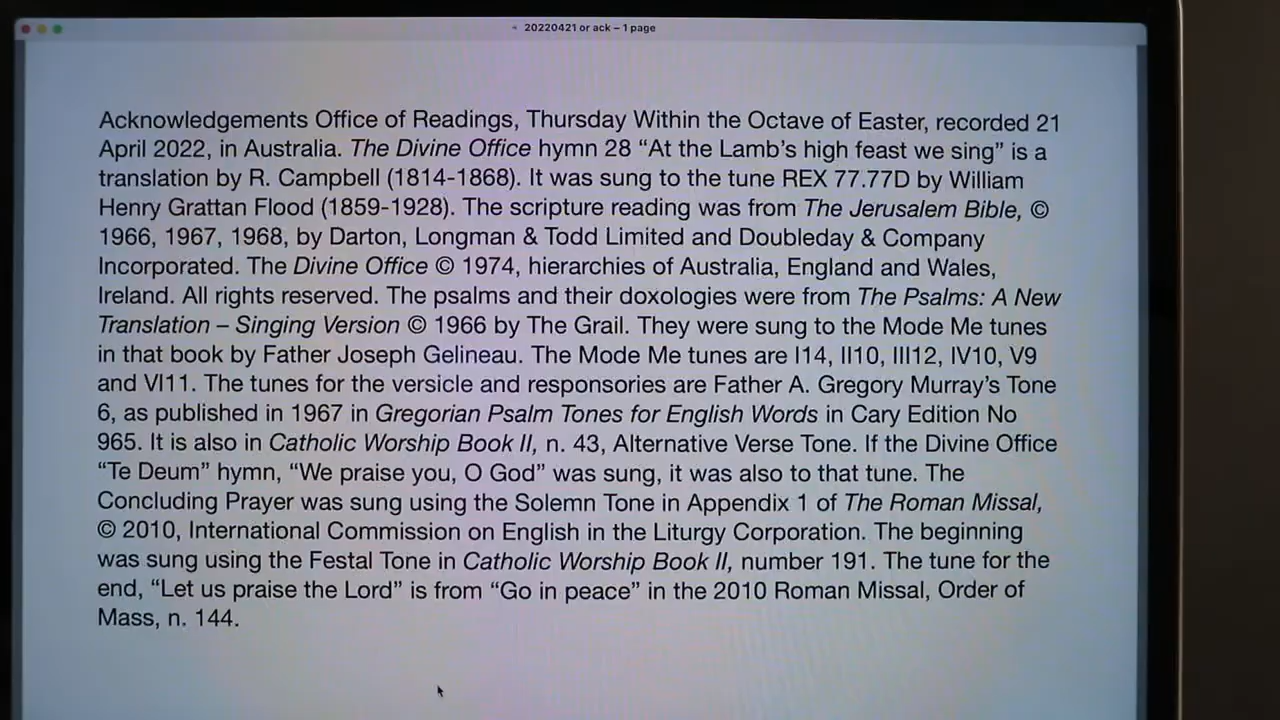 20220421 or ack – 1 page
Acknowledgements Office of Readings, Thursday Within the Octave of Easter, recorded 21
April 2022, in Australia. The Divine Office hymn 28 “At the Lamb’s high feast we sing” is a
translation by R. Campbell (1814-1868). It was sung to the tune REX 77.77D by William
Henry Grattan Flood (1859-1928). The scripture reading was from The Jerusalem Bible, ©
1966, 1967, 1968, by Darton, Longman & Todd Limited and Doubleday & Company
Incorporated. The Divine Office © 1974, hierarchies of Australia, England and Wales,
Ireland. All rights reserved. The psalms and their doxologies were from The Psalms: A New
Translation – Singing Version © 1966 by The Grail. They were sung to the Mode Me tunes
in that book by Father Joseph Gelineau. The Mode Me tunes are I14, II10, III12, IV10, V9
and VI11. The tunes for the versicle and responsories are Father A. Gregory Murray’s Tone
6, as published in 1967 in Gregorian Psalm Tones for English Words in Cary Edition No
965. It is also in Catholic Worship Book II, n. 43, Alternative Verse Tone. If the Divine Office
“Te Deum” hymn, “We praise you, O God” was sung, it was also to that tune. The
Concluding Prayer was sung using the Solemn Tone in Appendix 1 of The Roman Missal,
© 2010, International Commission on English in the Liturgy Corporation. The beginning
was sung using the Festal Tone in Catholic Worship Book II, number 191. The tune for the
end, “Let us praise the Lord” is from “Go in peace” in the 2010 Roman Missal, Order of
Mass, n. 144.